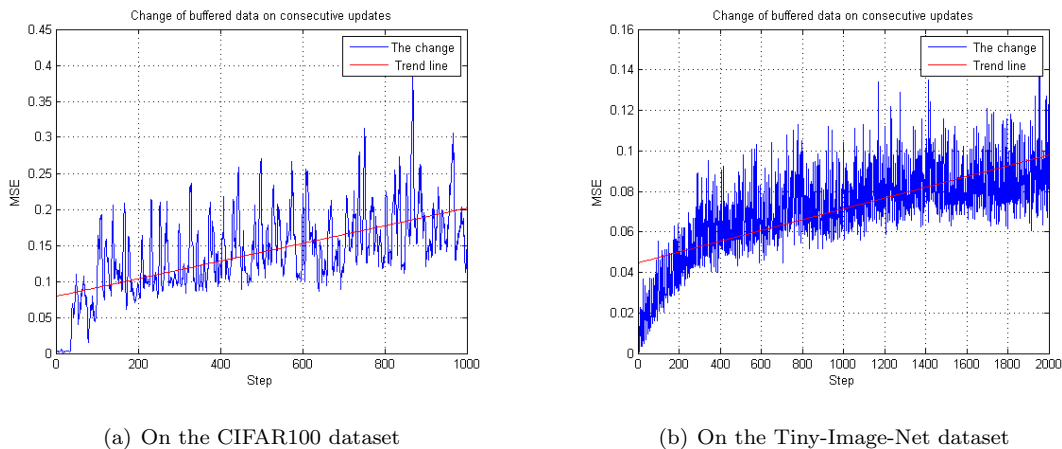 Change of buffered data on consecutive updates
0.45
0.4
0.35
0.3
0.25
0.2
0.15
0.1
0.05
0
MSE
The change
Trend line
0 200 400 600 800 1000
Step
(a) On the CIFAR100 dataset
Change of buffered data on consecutive updates
0.16
0.14
0.12
0.1
0.08
0.06
0.04
0.02
0
MSE
The change
Trend line
0 200 400 600 800 1000 1200 1400 1600 1800 2000
Step
(b) On the Tiny-Image-Net dataset